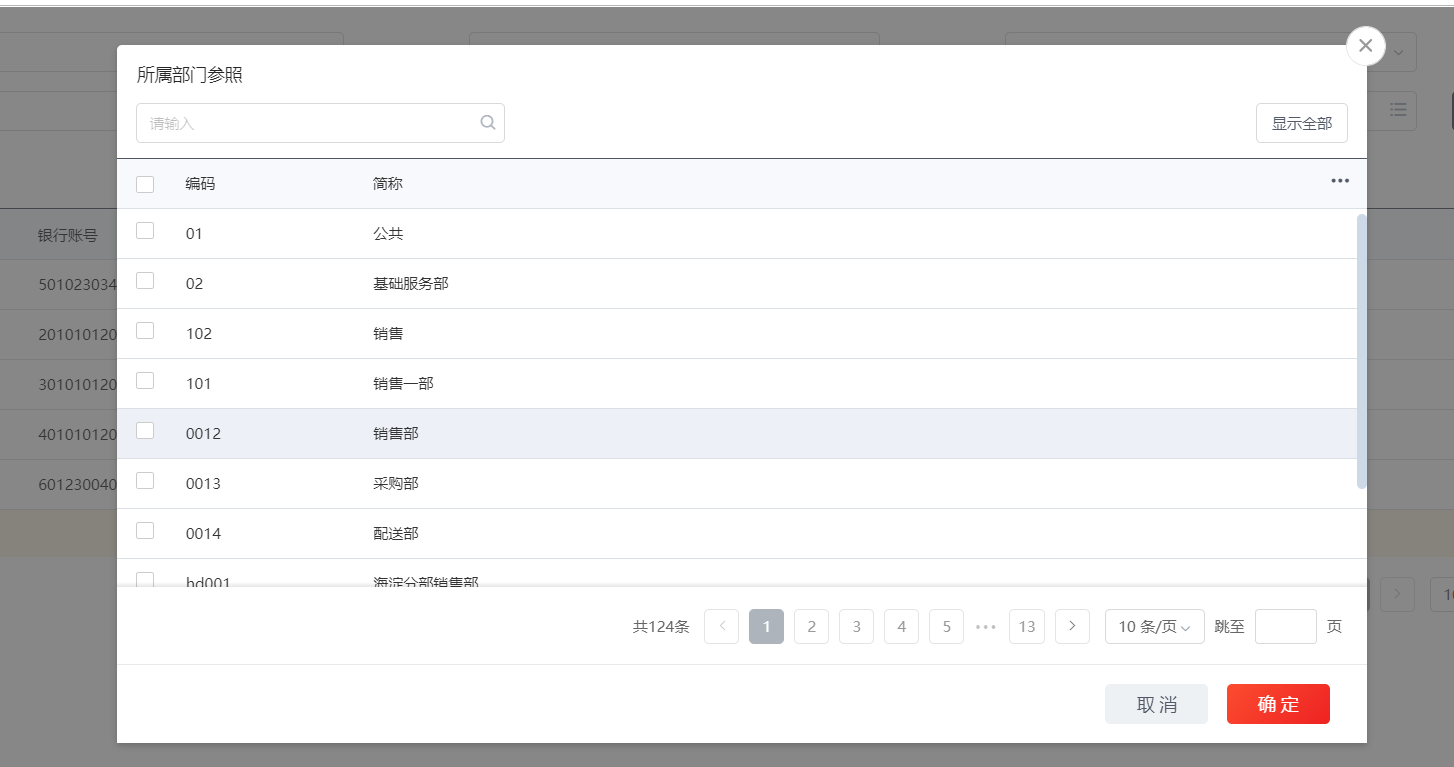 所属部门参照
请输入
显示全部
编码 简称 •••
银行账号
01 公共
501023034
02 基础服务部
201010120
102 销售
301010120
101 销售一部
401010120
0012 销售部
601230040
0013 采购部
0014 配送部
hd001 海淀分部销售部
共124条 < 1 2 3 4 5 ••• 13 > 10 条/页 跳至 页
取消 确定